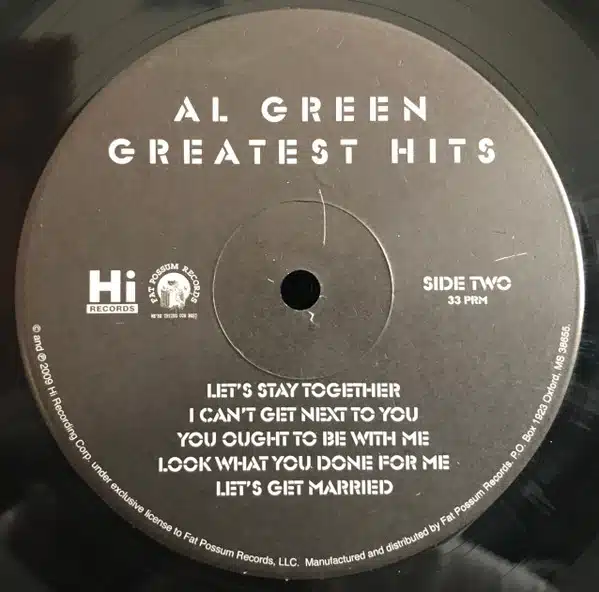 AL GREEN
GREATEST HITS
Hi
RECORDS
FAT POSSUM RECORDS
WE'RE TRYING OUR BEST
SIDE TWO
33 PRM
LET'S STAY TOGETHER
I CAN'T GET NEXT TO YOU
YOU OUGHT TO BE WITH ME
LOOK WHAT YOU DONE FOR ME
LET'S GET MARRIED
© and ℗ 2009 Hi Recording Corp. under exclusive license to Fat Possum Records, LLC. Manufactured and distributed by Fat Possum Records, P.O. Box 1923 Oxford, MS 38655.